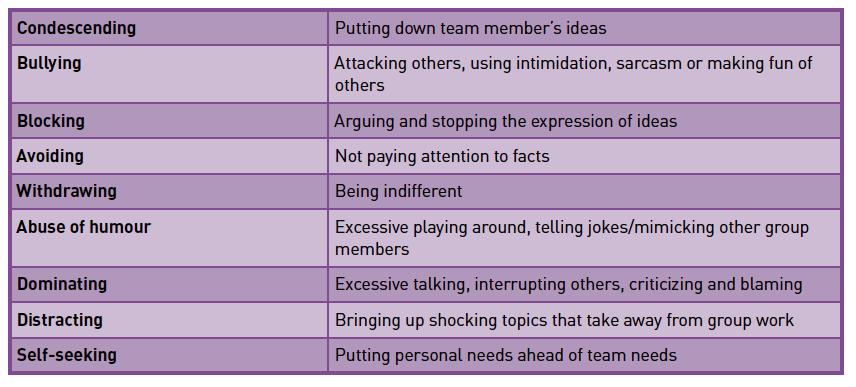 Condescending Putting down team member's ideas
Bullying Attacking others, using intimidation, sarcasm or making fun of
others
Blocking Arguing and stopping the expression of ideas
Avoiding Not paying attention to facts
Withdrawing Being indifferent
Abuse of humour Excessive playing around, telling jokes/mimicking other group
members
Dominating Excessive talking, interrupting others, criticizing and blaming
Distracting Bringing up shocking topics that take away from group work
Self-seeking Putting personal needs ahead of team needs